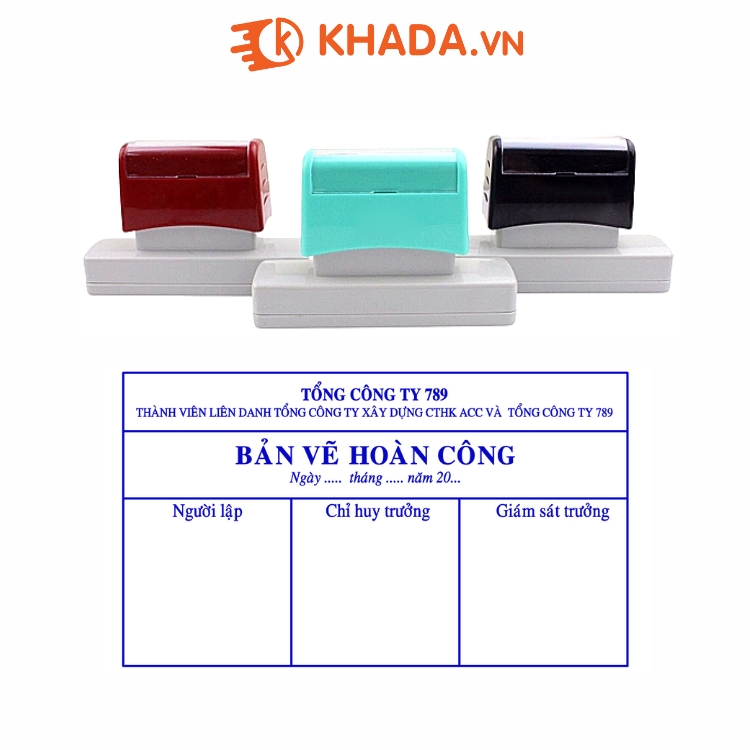 KHADA.vn
TỔNG CÔNG TY 789
THÀNH VIÊN LIÊN DANH TỔNG CÔNG TY XÂY DỰNG CTHK ACC VÀ TỔNG CÔNG TY 789
BẢN VẼ HOÀN CÔNG
Ngày ..... tháng ..... năm 20...
Người lập Chỉ huy trưởng Giám sát trưởng